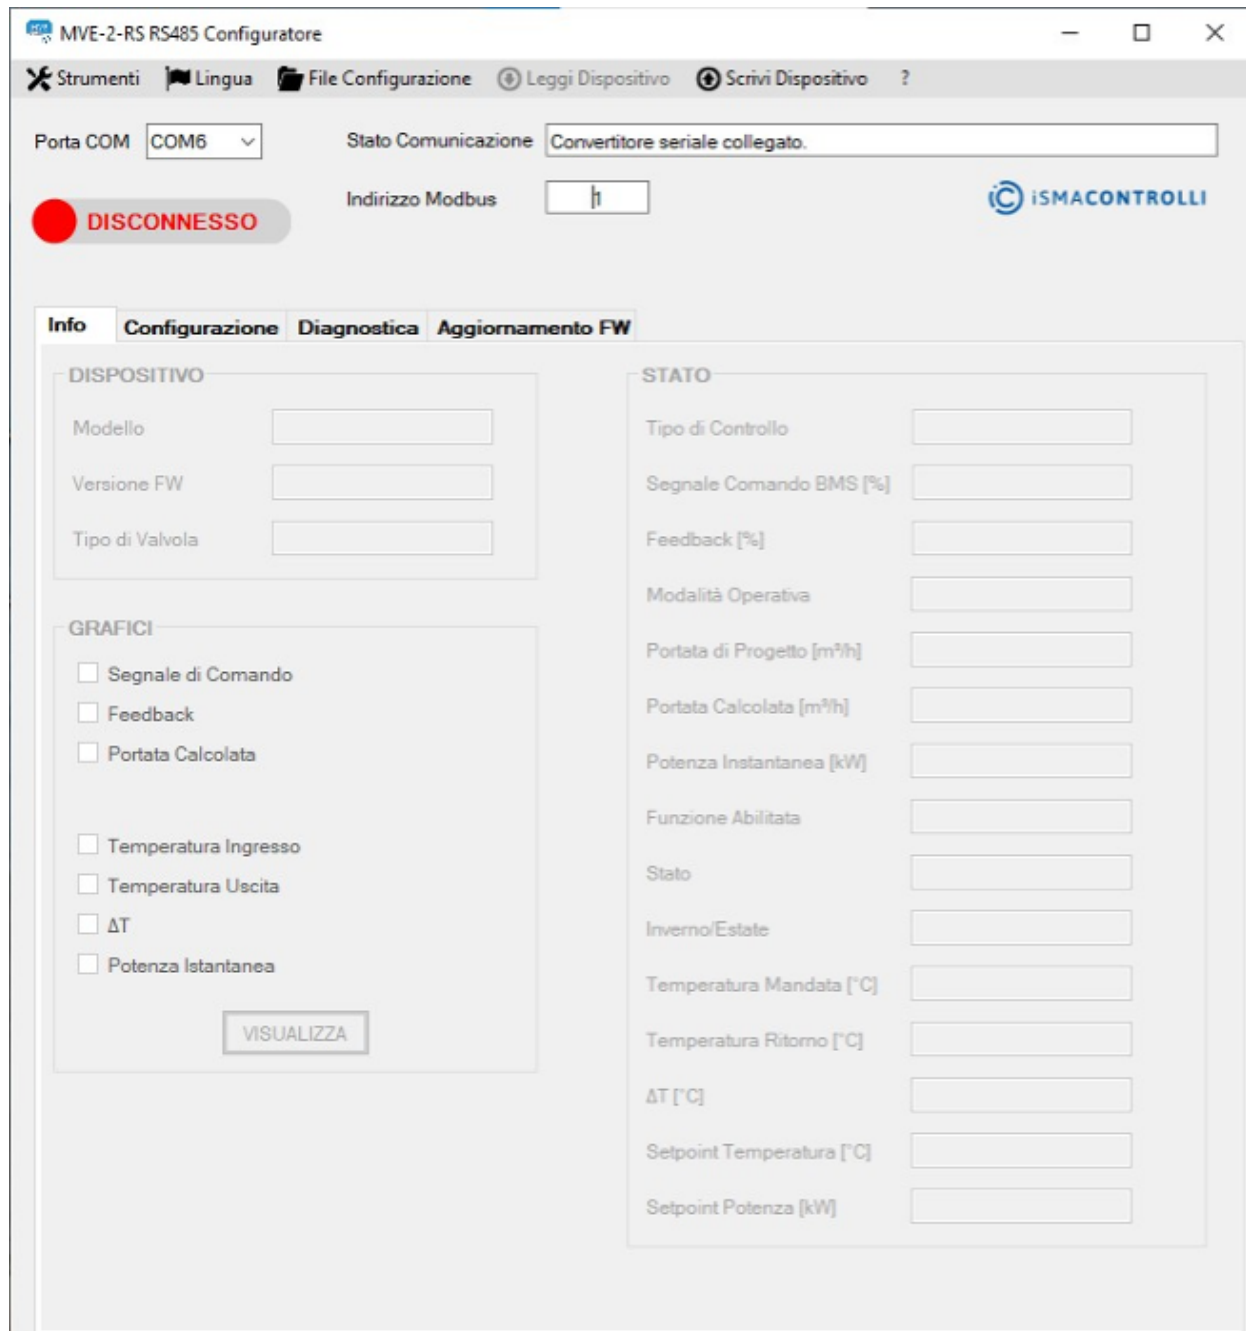 MVE-2-RS RS485 Configuratore
Strumenti Lingua File Configurazione Leggi Dispositivo Scrivi Dispositivo ?
Porta COM COM6 Stato Comunicazione Convertitore seriale collegato.
Indirizzo Modbus 1
iSMACONTROLLI
DISCONNESSO
Info Configurazione Diagnostica Aggiornamento FW
DISPOSITIVO
Modello
Versione FW
Tipo di Valvola
GRAFICI
Segnale di Comando
Feedback
Portata Calcolata
Temperatura Ingresso
Temperatura Uscita
ΔT
Potenza Istantanea
VISUALIZZA
STATO
Tipo di Controllo
Segnale Comando BMS [%]
Feedback [%]
Modalità Operativa
Portata di Progetto [m³/h]
Portata Calcolata [m³/h]
Potenza Instantanea [kW]
Funzione Abilitata
Stato
Inverno/Estate
Temperatura Mandata [°C]
Temperatura Ritorno [°C]
ΔT [°C]
Setpoint Temperatura [°C]
Setpoint Potenza [kW]